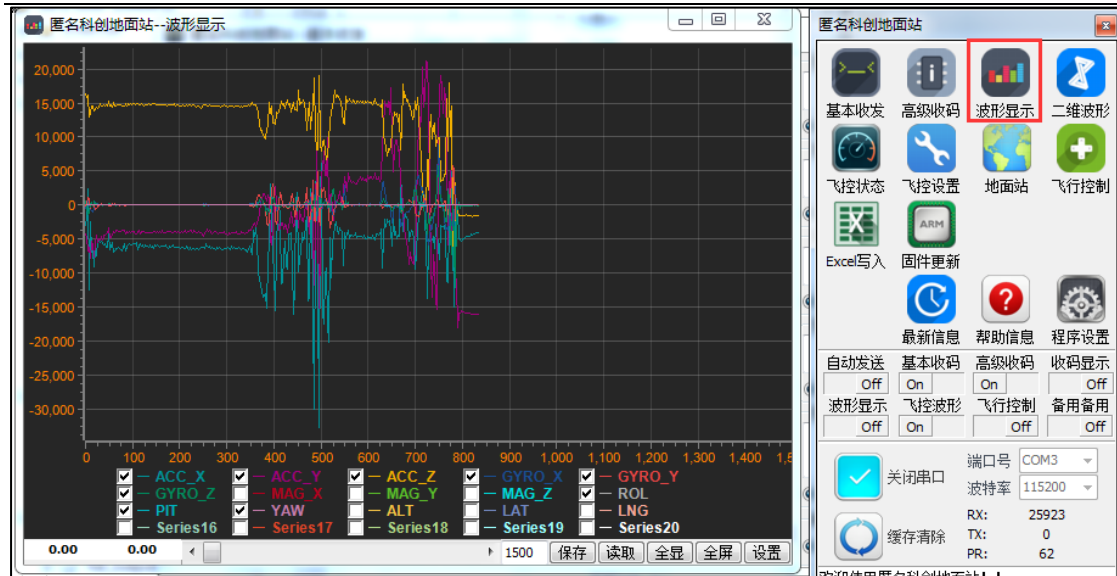 匿名科创地面站--波形显示
20,000
15,000
10,000
5,000
0
-5,000
-10,000
-15,000
-20,000
-25,000
-30,000
0 100 200 300 400 500 600 700 800 900 1,000 1,100 1,200 1,300 1,400
ACC_X ACC_Y ACC_Z GYRO_X GYRO_Y
GYRO_Z MAG_X MAG_Y MAG_Z ROL
PIT YAW ALT LAT LNG
Series16 Series17 Series18 Series19 Series20
0.00 0.00 1500 保存 读取 全显 全屏 设置
匿名科创地面站
基本收发 高级收码 波形显示 二维波形
飞控状态 飞控设置 地面站 飞行控制
ARM
Excel写入 固件更新
最新信息 帮助信息 程序设置
自动发送 基本收码 高级收码 收码显示
Off On On Off
波形显示 飞控波形 飞行控制 备用备用
Off On Off Off
关闭串口
端口号 COM3
波特率 115200
缓存清除
RX: 25923
TX: 0
PR: 62